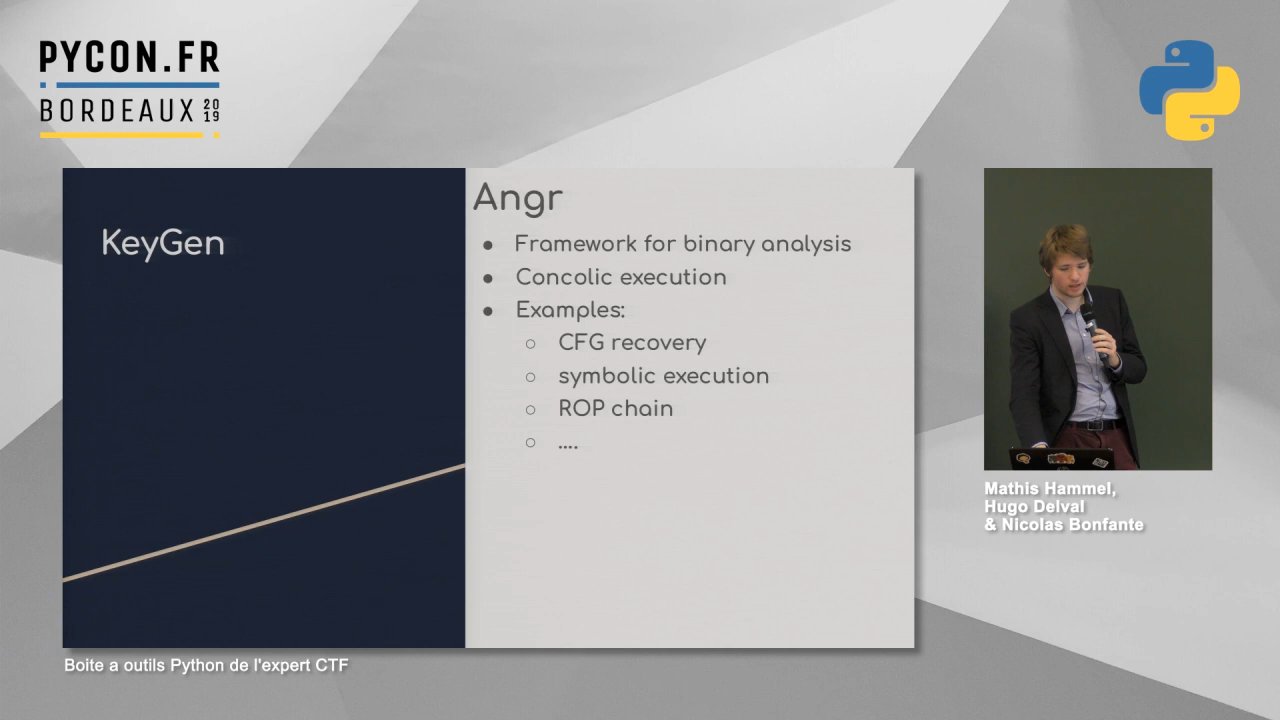 PYCON.FR
BORDEAUX 2019
KeyGen
Angr
● Framework for binary analysis
● Concolic execution
● Examples:
○ CFG recovery
○ symbolic execution
○ ROP chain
○ ....
Mathis Hammel,
Hugo Delval
& Nicolas Bonfante
Boite a outils Python de l'expert CTF